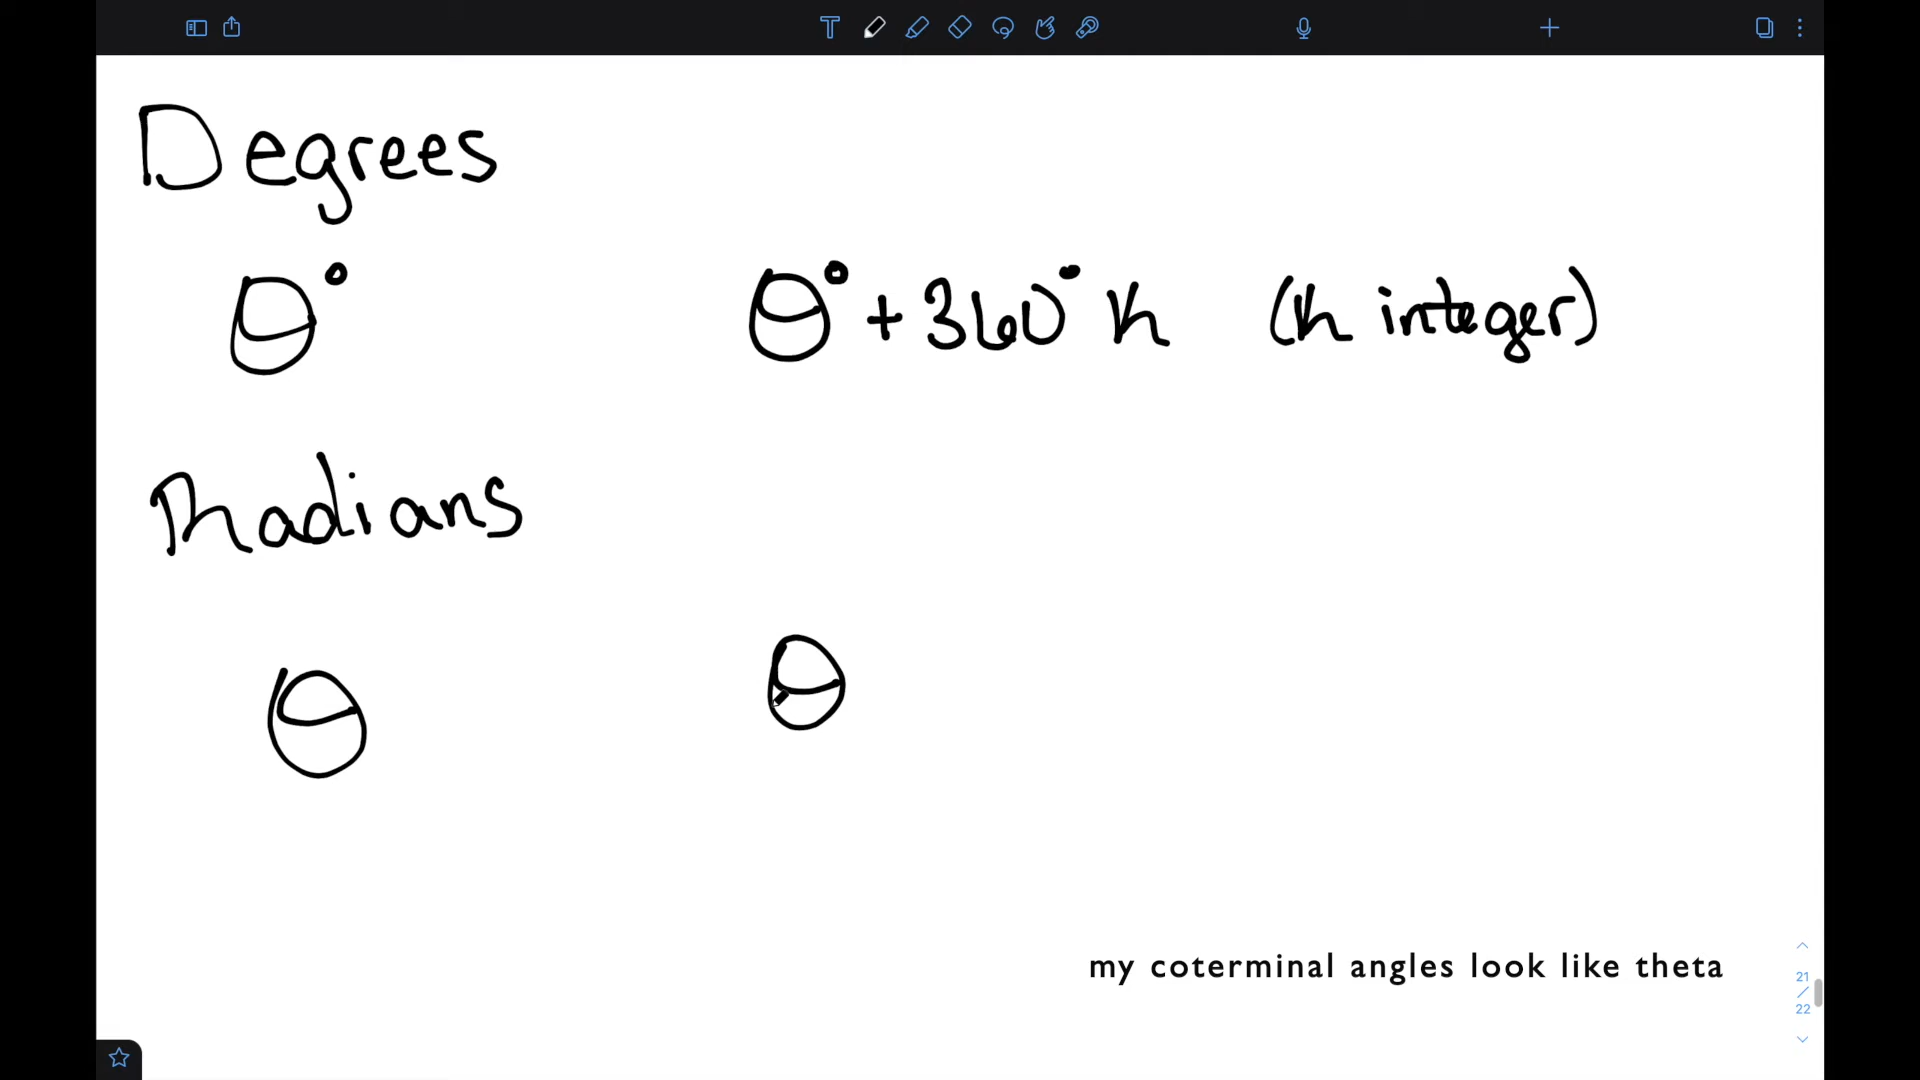 Degrees
θ° θ° + 360° k (k integer)
Radians
θ θ
my coterminal angles look like theta
21
/
22